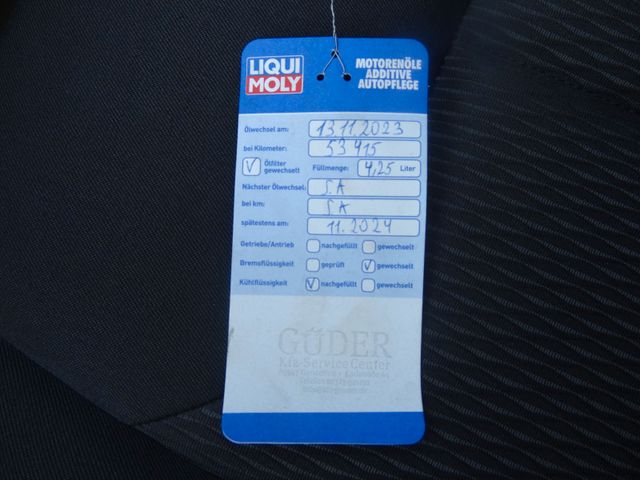 LIQUI MOLY
MOTORENÖLE
ADDITIVE
AUTOPFLEGE
Ölwechsel am: 13.11.2023
bei Kilometer: 53 415
Ölfilter gewechselt Füllmenge: 4,25 Liter
Nächster Ölwechsel: S.A
bei km: S.A
spätestens am: 11.2024
Getriebe/Antrieb nachgefüllt gewechselt
Bremsflüssigkeit geprüft gewechselt
Kühlflüssigkeit nachgefüllt gewechselt
GÜDER
Kfz-Service Center